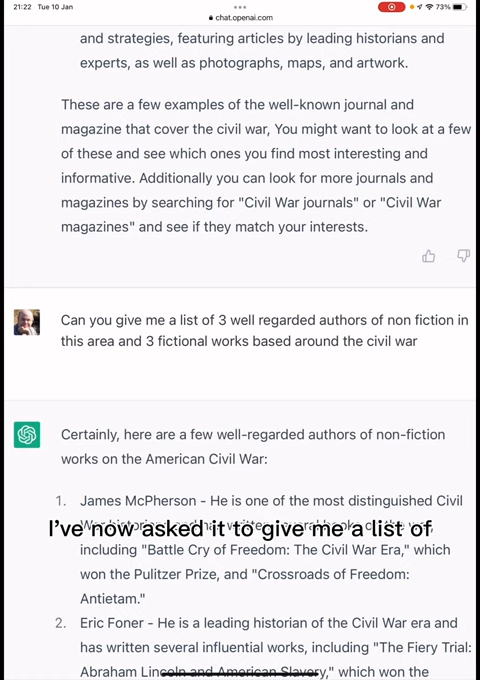 21:22 Tue 10 Jan
73%
chat.openai.com
and strategies, featuring articles by leading historians and
experts, as well as photographs, maps, and artwork.
These are a few examples of the well-known journal and
magazine that cover the civil war, You might want to look at a few
of these and see which ones you find most interesting and
informative. Additionally you can look for more journals and
magazines by searching for "Civil War journals" or "Civil War
magazines" and see if they match your interests.
Can you give me a list of 3 well regarded authors of non fiction in
this area and 3 fictional works based around the civil war
Certainly, here are a few well-regarded authors of non-fiction
works on the American Civil War:
1. James McPherson - He is one of the most distinguished Civil
I've now asked it to give me a list of
including "Battle Cry of Freedom: The Civil War Era," which
won the Pulitzer Prize, and "Crossroads of Freedom:
Antietam."
2. Eric Foner - He is a leading historian of the Civil War era and
has written several influential works, including "The Fiery Trial:
Abraham Lincoln and American Slavery," which won the